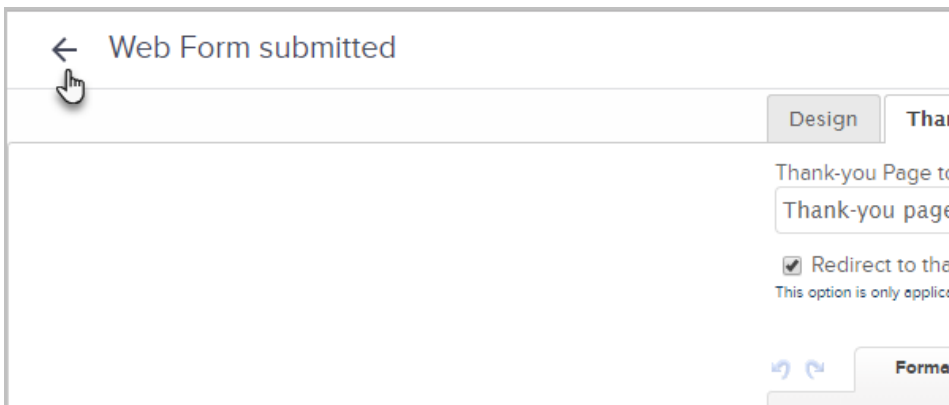 Web Form submitted
Design
Thank-you Page
Thank-you page
Redirect to
This option is only